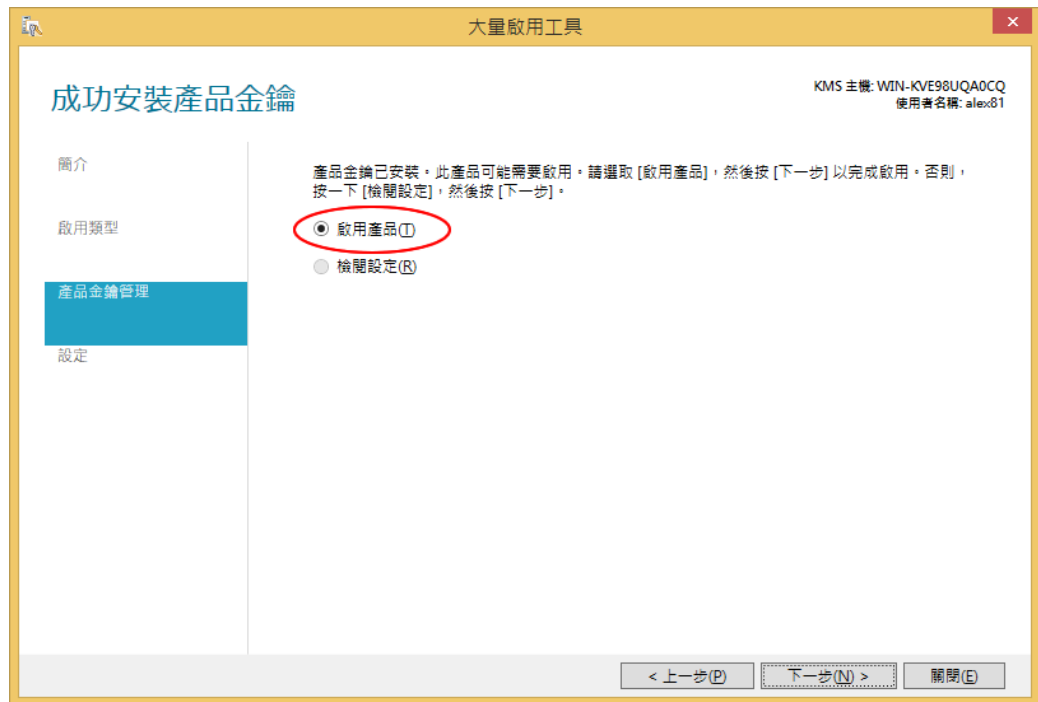 大量啟用工具
成功安裝產品金鑰
KMS 主機: WIN-KVE98UQA0CQ
使用者名稱: alex81
簡介
啟用類型
產品金鑰管理
設定
產品金鑰已安裝。此產品可能需要啟用。請選取 [啟用產品]，然後按 [下一步] 以完成啟用。否則，
按一下 [檢閱設定]，然後按 [下一步]。
啟用產品(T)
檢閱設定(R)
< 上一步(P)
下一步(N) >
關閉(E)